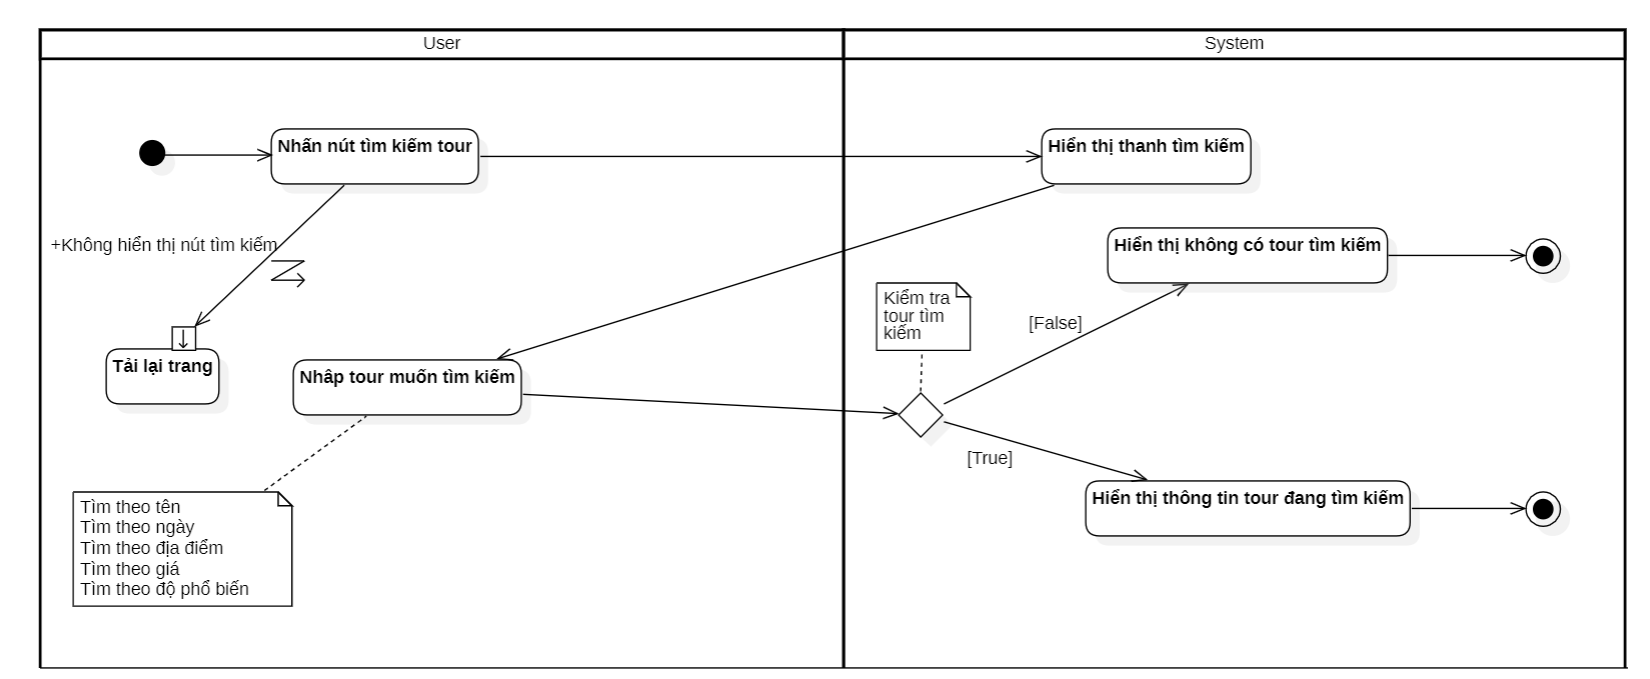 User
System
Nhấn nút tìm kiếm tour
Hiển thị thanh tìm kiếm
+Không hiển thị nút tìm kiếm
Hiển thị không có tour tìm kiếm
Kiểm tra
tour tìm
kiếm
[False]
Tải lại trang
Nhâp tour muốn tìm kiếm
[True]
Hiển thị thông tin tour đang tìm kiếm
Tìm theo tên
Tìm theo ngày
Tìm theo địa điểm
Tìm theo giá
Tìm theo độ phổ biến